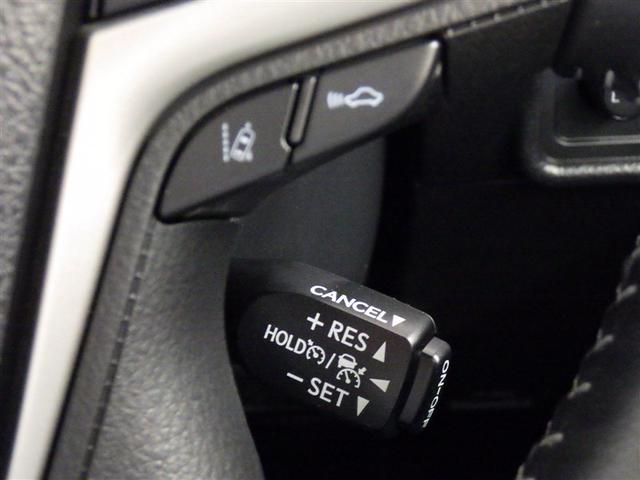 CANCEL▼
+ RES ▲
HOLD /
− SET ▼
ON-OFF
L